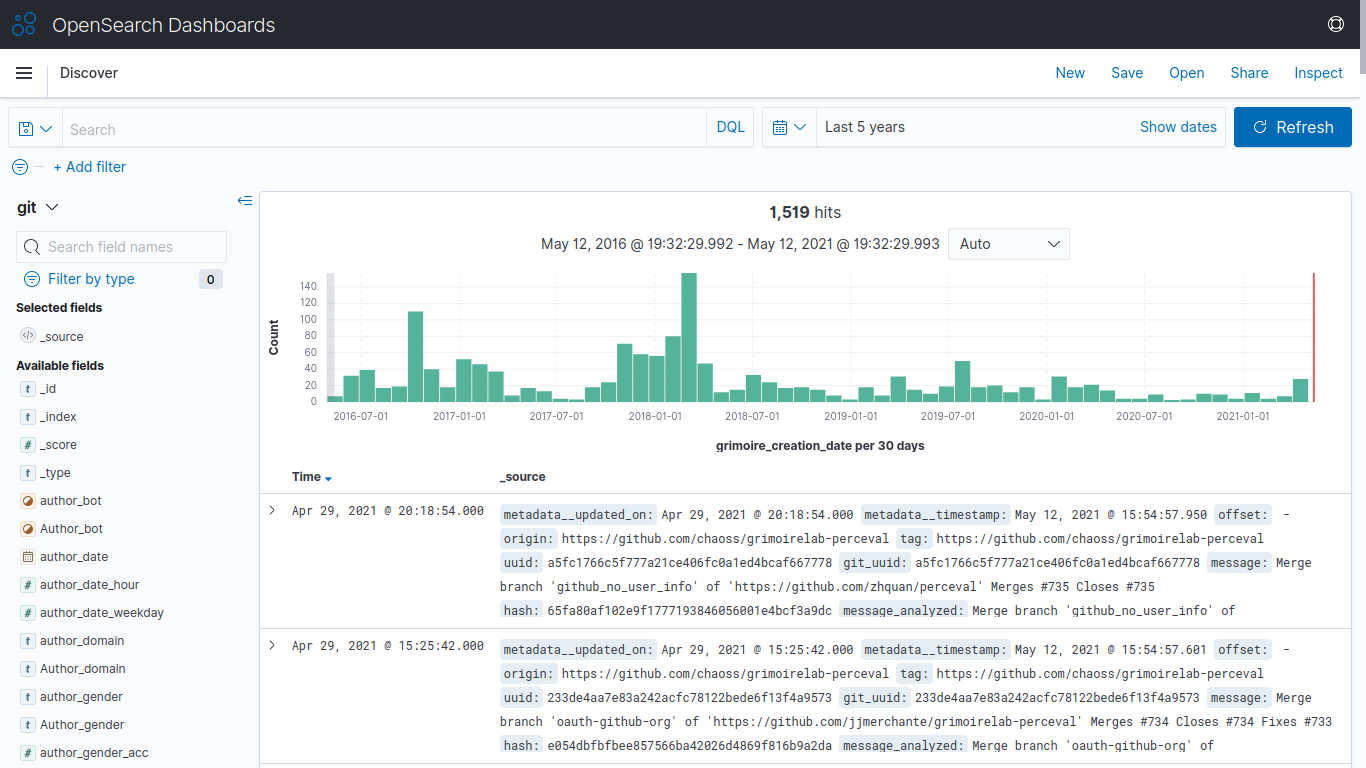 OpenSearch Dashboards
Discover
New Save Open Share Inspect
Search DQL Last 5 years Show dates Refresh
+ Add filter
git
Search field names
Filter by type 0
Selected fields
_source
Available fields
_id
_index
_score
_type
author_bot
Author_bot
author_date
author_date_hour
author_date_weekday
author_domain
Author_domain
author_gender
Author_gender
author_gender_acc
1,519 hits
May 12, 2016 @ 19:32:29.992 - May 12, 2021 @ 19:32:29.993 Auto
Count
140
120
100
80
60
40
20
0
2016-07-01 2017-01-01 2017-07-01 2018-01-01 2018-07-01 2019-01-01 2019-07-01 2020-01-01 2020-07-01 2021-01-01
grimoire_creation_date per 30 days
Time _source
Apr 29, 2021 @ 20:18:54.000 metadata__updated_on: Apr 29, 2021 @ 20:18:54.000 metadata__timestamp: May 12, 2021 @ 15:54:57.950 offset: -
origin: https://github.com/chaoss/grimoirelab-perceval tag: https://github.com/chaoss/grimoirelab-perceval
uuid: a5fc1766c5f777a21ce406fc0a1ed4bcaf667778 git_uuid: a5fc1766c5f777a21ce406fc0a1ed4bcaf667778 message: Merge
branch 'github_no_user_info' of 'https://github.com/zhquan/perceval' Merges #735 Closes #735
hash: 65fa80af102e9f1777193846056001e4bcf3a9dc message_analyzed: Merge branch 'github_no_user_info' of
Apr 29, 2021 @ 15:25:42.000 metadata__updated_on: Apr 29, 2021 @ 15:25:42.000 metadata__timestamp: May 12, 2021 @ 15:54:57.601 offset: -
origin: https://github.com/chaoss/grimoirelab-perceval tag: https://github.com/chaoss/grimoirelab-perceval
uuid: 233de4aa7e83a242acfc78122bede6f13f4a9573 git_uuid: 233de4aa7e83a242acfc78122bede6f13f4a9573 message: Merge
branch 'oauth-github-org' of 'https://github.com/jjmerchante/grimoirelab-perceval' Merges #734 Closes #734 Fixes #733
hash: e054dbfbfbee857566ba42026d4869f816b9a2da message_analyzed: Merge branch 'oauth-github-org' of